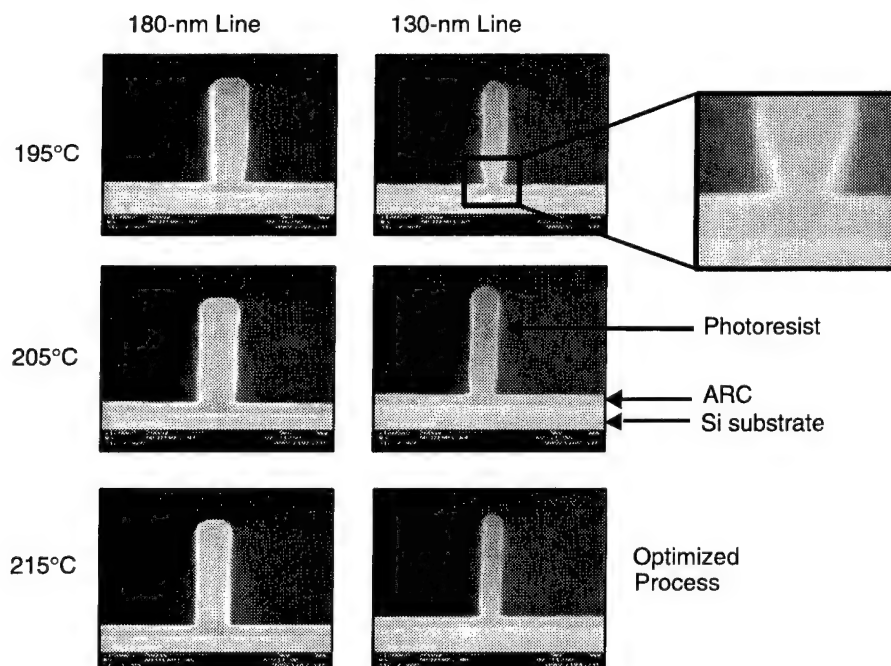 180-nm Line
130-nm Line
195°C
205°C
Photoresist
ARC
Si substrate
215°C
Optimized
Process